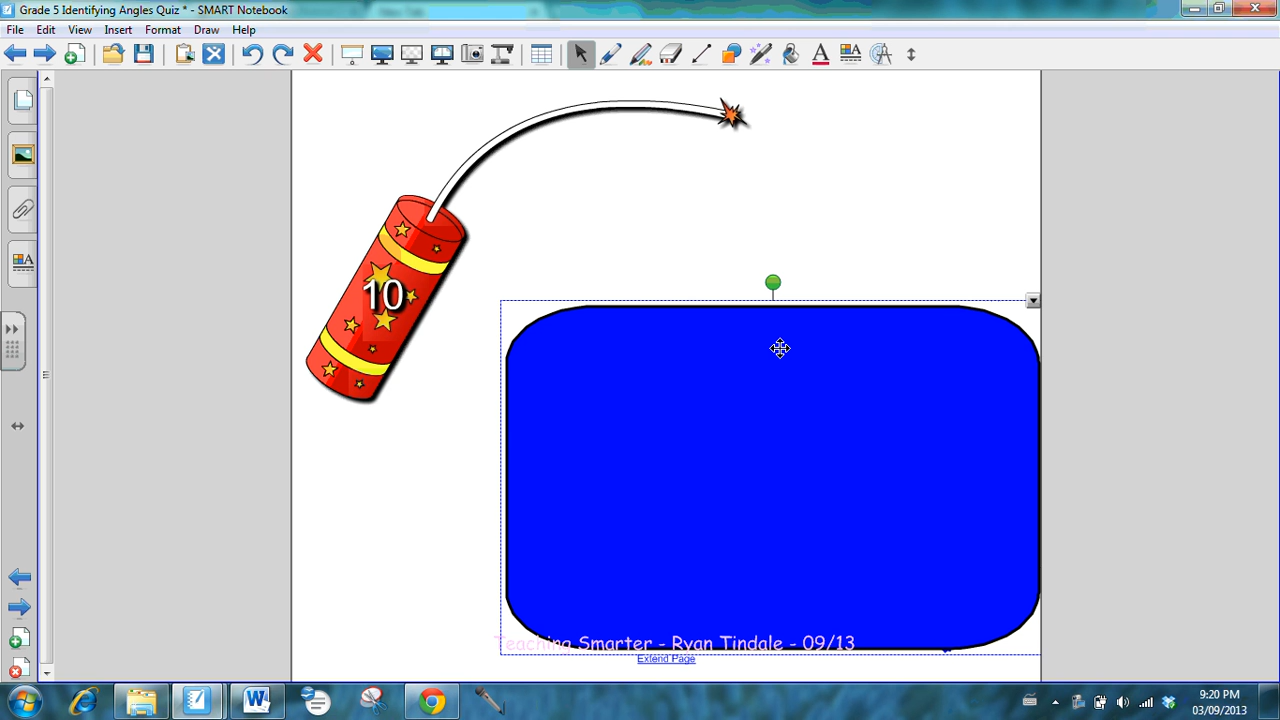 Grade 5 Identifying Angles Quiz * - SMART Notebook
File Edit View Insert Format Draw Help
10
Teaching Smarter - Ryan Tindale - 09/13
Extend Page
9:20 PM
03/09/2013